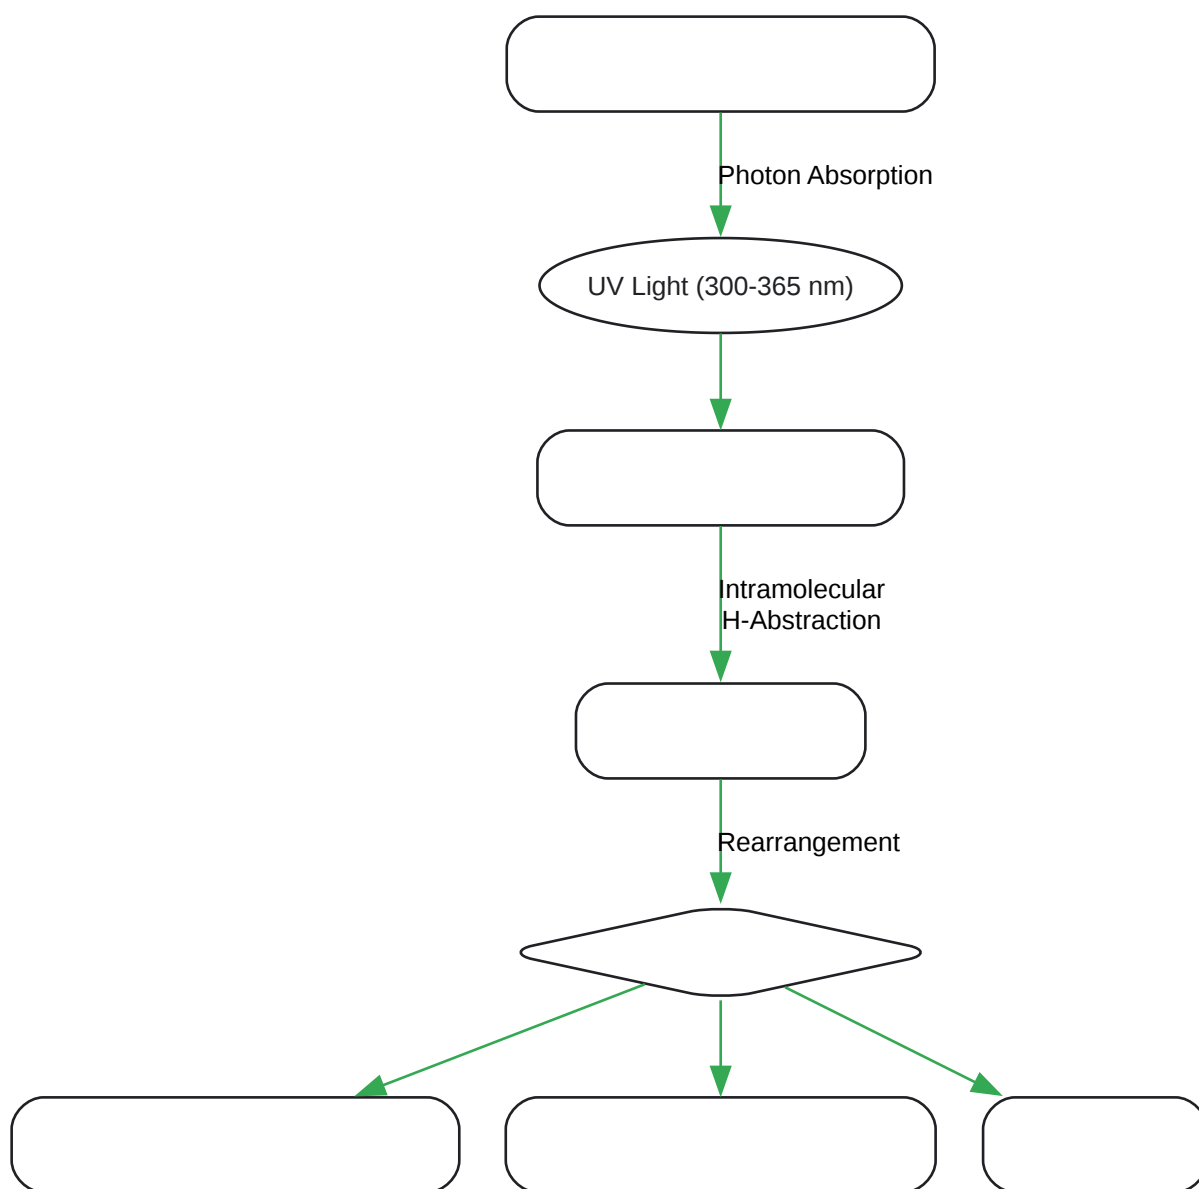 Photon Absorption
UV Light (300-365 nm)
Intramolecular
H-Abstraction
Rearrangement